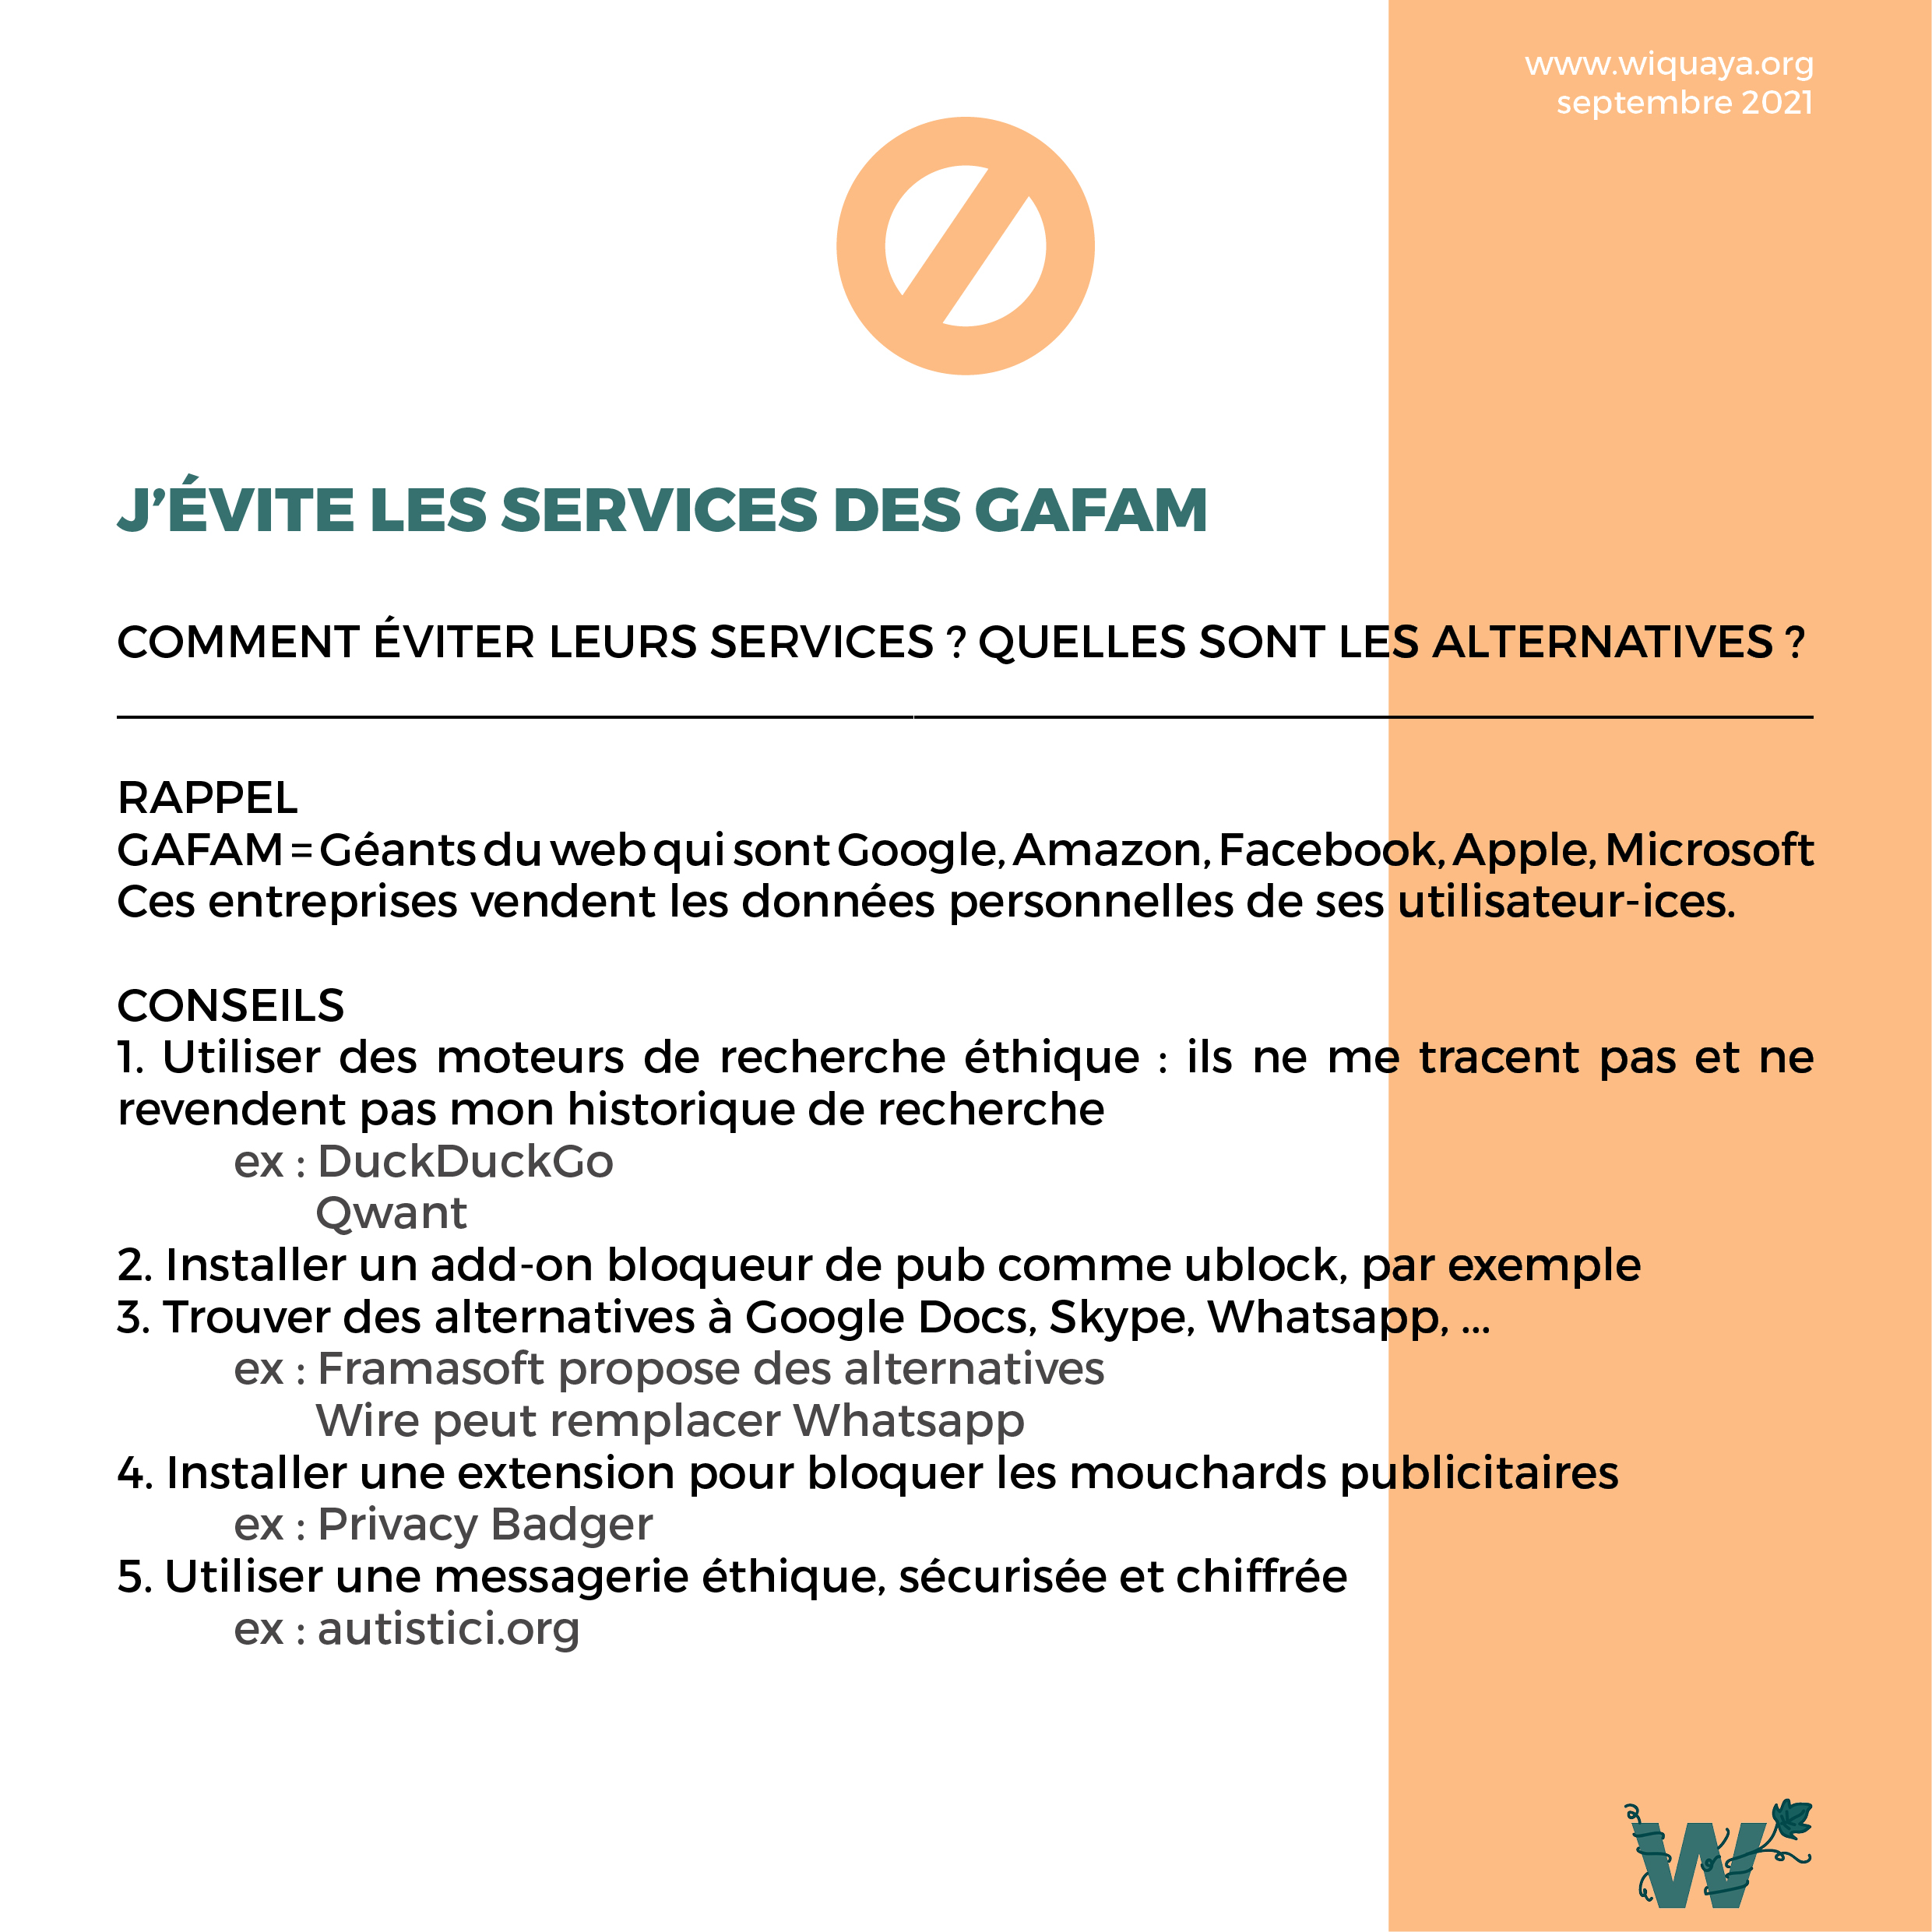 www.wiquaya.org
septembre 2021
J'ÉVITE LES SERVICES DES GAFAM
COMMENT ÉVITER LEURS SERVICES ? QUELLES SONT LES ALTERNATIVES ?
RAPPEL
GAFAM = Géants du web qui sont Google, Amazon, Facebook, Apple, Microsoft
Ces entreprises vendent les données personnelles de ses utilisateur-ices.
CONSEILS
1. Utiliser des moteurs de recherche éthique : ils ne me tracent pas et ne
revendent pas mon historique de recherche
ex : DuckDuckGo
Qwant
2. Installer un add-on bloqueur de pub comme ublock, par exemple
3. Trouver des alternatives à Google Docs, Skype, Whatsapp, ...
ex : Framasoft propose des alternatives
Wire peut remplacer Whatsapp
4. Installer une extension pour bloquer les mouchards publicitaires
ex : Privacy Badger
5. Utiliser une messagerie éthique, sécurisée et chiffrée
ex : autistici.org
W